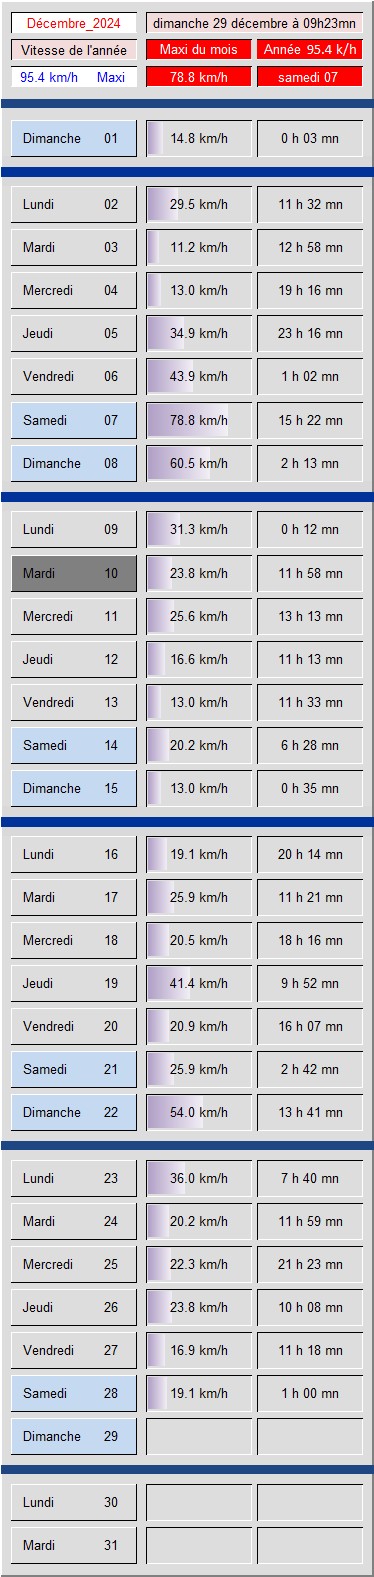 Décembre_2024 dimanche 29 décembre à 09h23mn
Vitesse de l'année Maxi du mois Année 95.4 k/h
95.4 km/h Maxi 78.8 km/h samedi 07
Dimanche 01 14.8 km/h 0 h 03 mn
Lundi 02 29.5 km/h 11 h 32 mn
Mardi 03 11.2 km/h 12 h 58 mn
Mercredi 04 13.0 km/h 19 h 16 mn
Jeudi 05 34.9 km/h 23 h 16 mn
Vendredi 06 43.9 km/h 1 h 02 mn
Samedi 07 78.8 km/h 15 h 22 mn
Dimanche 08 60.5 km/h 2 h 13 mn
Lundi 09 31.3 km/h 0 h 12 mn
Mardi 10 23.8 km/h 11 h 58 mn
Mercredi 11 25.6 km/h 13 h 13 mn
Jeudi 12 16.6 km/h 11 h 13 mn
Vendredi 13 13.0 km/h 11 h 33 mn
Samedi 14 20.2 km/h 6 h 28 mn
Dimanche 15 13.0 km/h 0 h 35 mn
Lundi 16 19.1 km/h 20 h 14 mn
Mardi 17 25.9 km/h 11 h 21 mn
Mercredi 18 20.5 km/h 18 h 16 mn
Jeudi 19 41.4 km/h 9 h 52 mn
Vendredi 20 20.9 km/h 16 h 07 mn
Samedi 21 25.9 km/h 2 h 42 mn
Dimanche 22 54.0 km/h 13 h 41 mn
Lundi 23 36.0 km/h 7 h 40 mn
Mardi 24 20.2 km/h 11 h 59 mn
Mercredi 25 22.3 km/h 21 h 23 mn
Jeudi 26 23.8 km/h 10 h 08 mn
Vendredi 27 16.9 km/h 11 h 18 mn
Samedi 28 19.1 km/h 1 h 00 mn
Dimanche 29
Lundi 30
Mardi 31